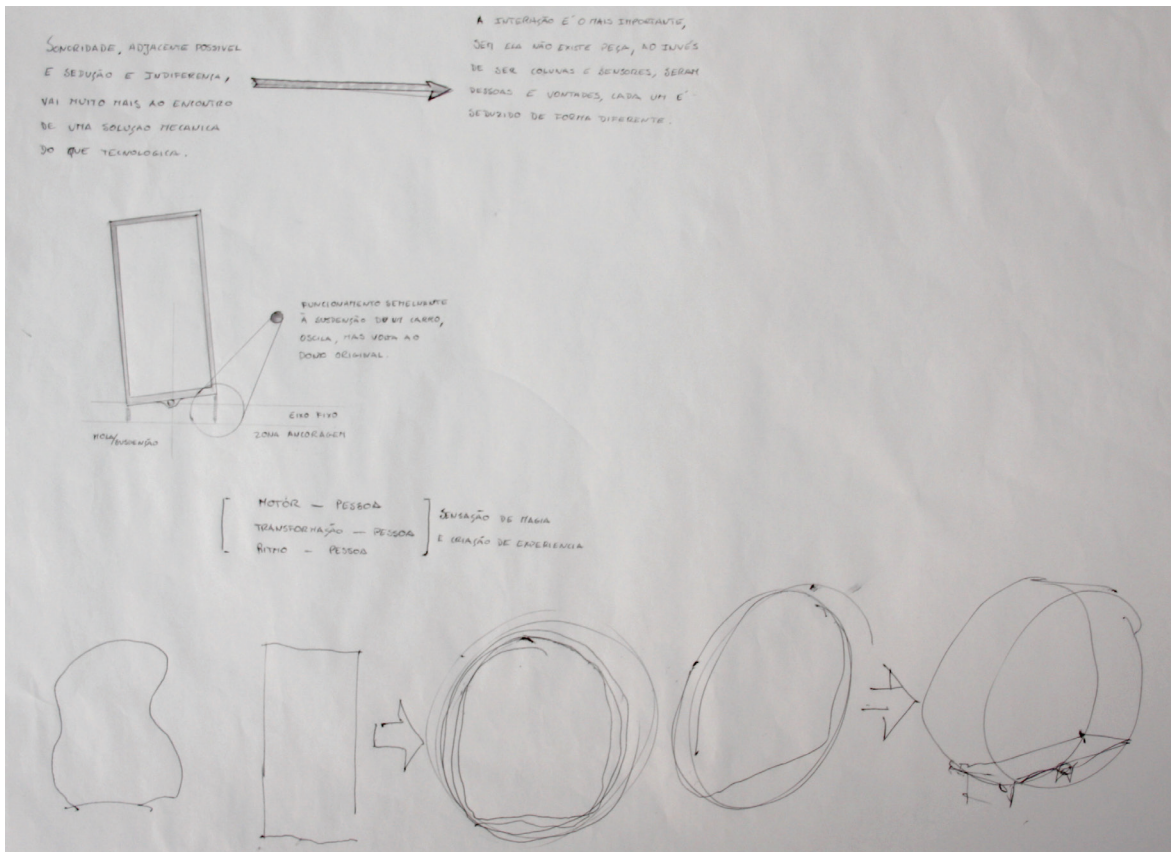 SONORIDADE, ADJACENTE POSSIVEL
E SEDUÇÃO E INDIFERENÇA,
VAI MUITO MAIS AO ENCONTRO
DE UMA SOLUÇÃO MECANICA
DO QUE TECNOLOGICA.
A INTERAÇÃO E' O MAIS IMPORTANTE,
SEM ELA NÃO EXISTE PEÇA, AO INVÉS
DE SER COLUNAS E SENSORES, SERAM
PESSOAS E VONTADES, CADA UM E'
SEDUZIDO DE FORMA DIFERENTE.
FUNCIONAMENTO SEMELHANTE
À SUSPENSÃO DE UM CARRO,
OSCILA, MAS VOLTA AO
PONTO ORIGINAL.
EIXO FIXO
MOLA/SUSPENSÃO
ZONA ANCORAGEM
MOTÓR — PESSOA
TRANSFORMAÇÃO — PESSOA
RITMO — PESSOA
SENSAÇÃO DE MAGIA
E CRIAÇÃO DE EXPERIENCIA